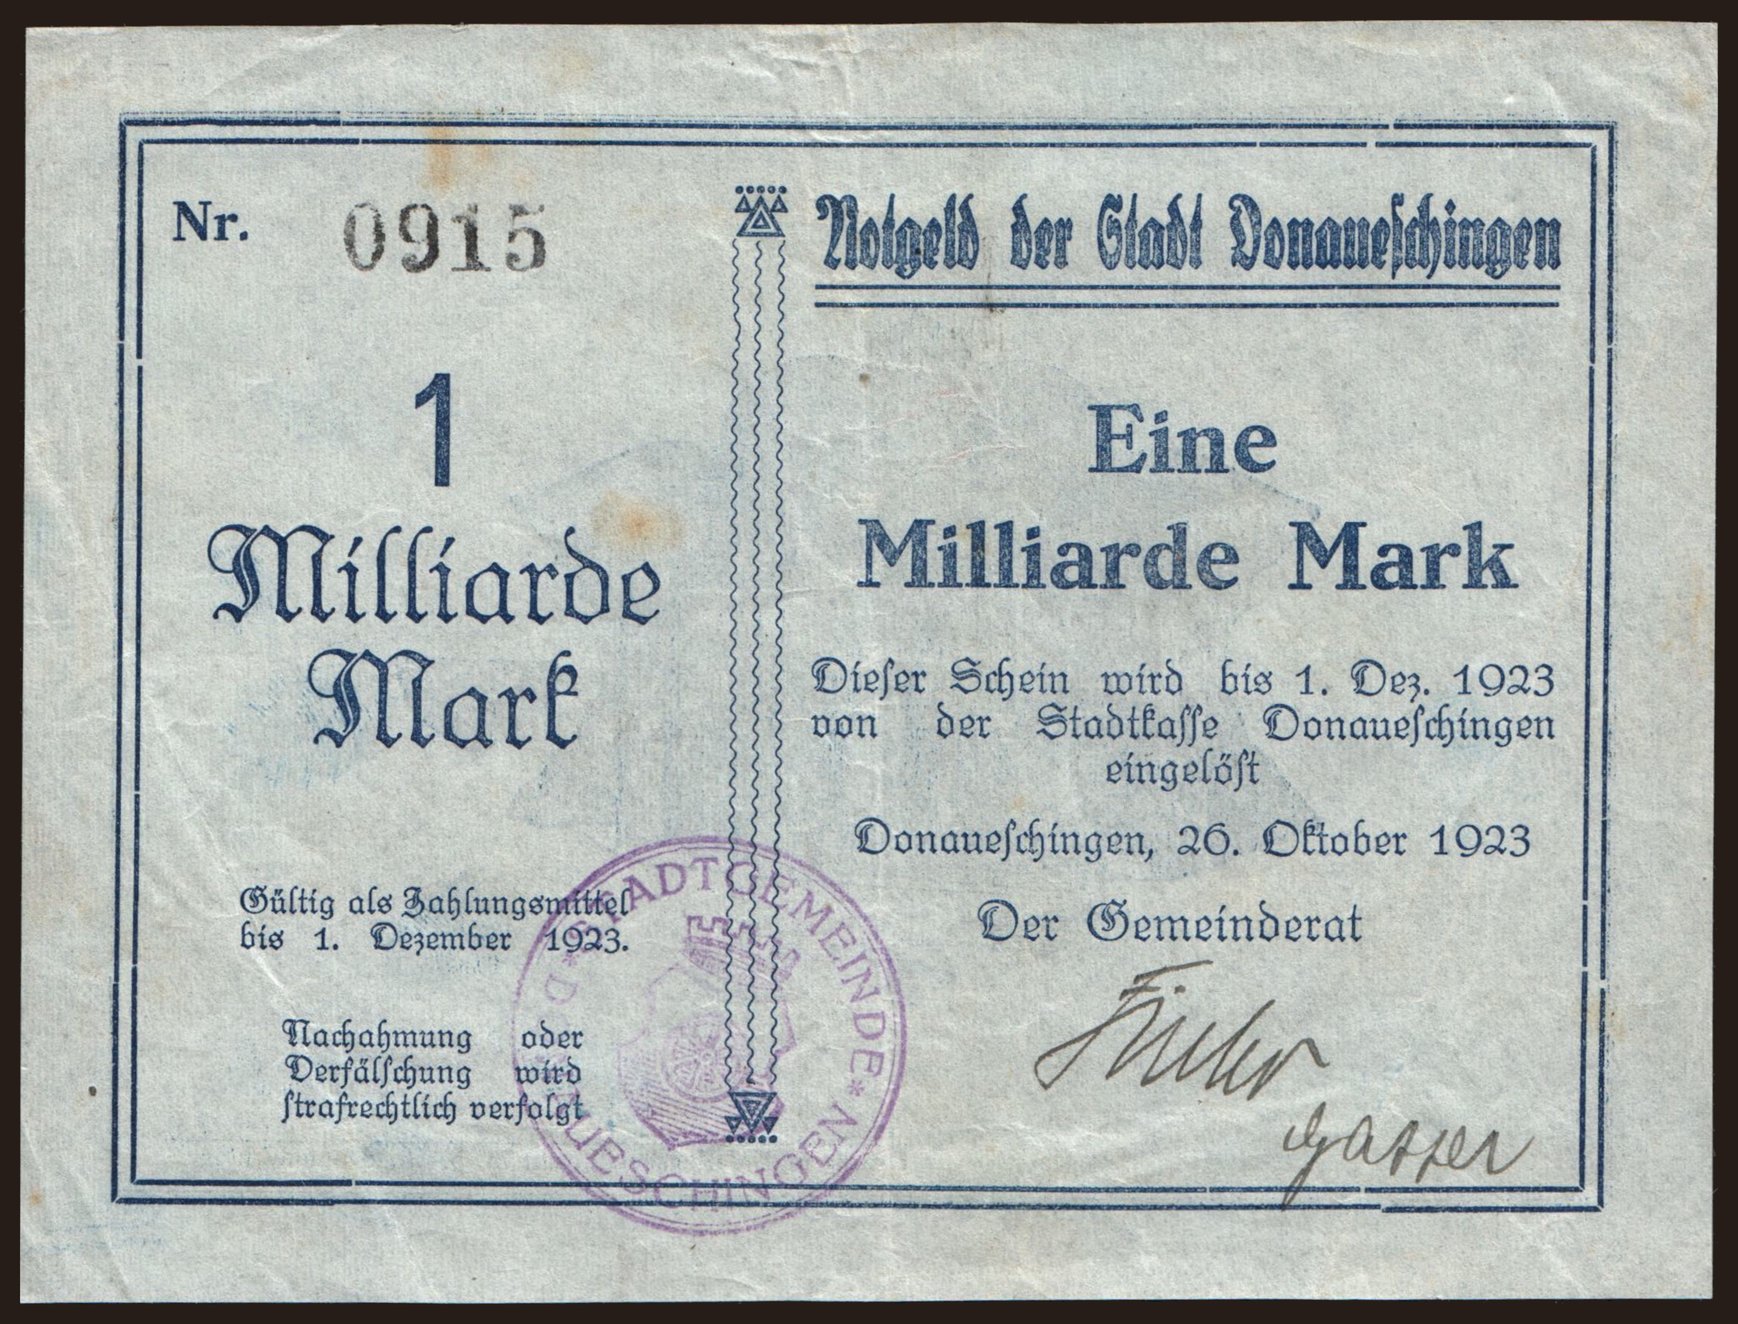 Nr. 0915
1
Milliarde
Mark
Gültig als Zahlungsmittel
bis 1. Dezember 1923.
Nachahmung oder
Verfälschung wird
strafrechtlich verfolgt
Notgeld der Stadt Donaueschingen
Eine
Milliarde Mark
Dieser Schein wird bis 1. Dez. 1923
von der Stadtkasse Donaueschingen
eingelöst
Donaueschingen, 26. Oktober 1923
Der Gemeinderat
STADTGEMEINDE
DONAUESCHINGEN